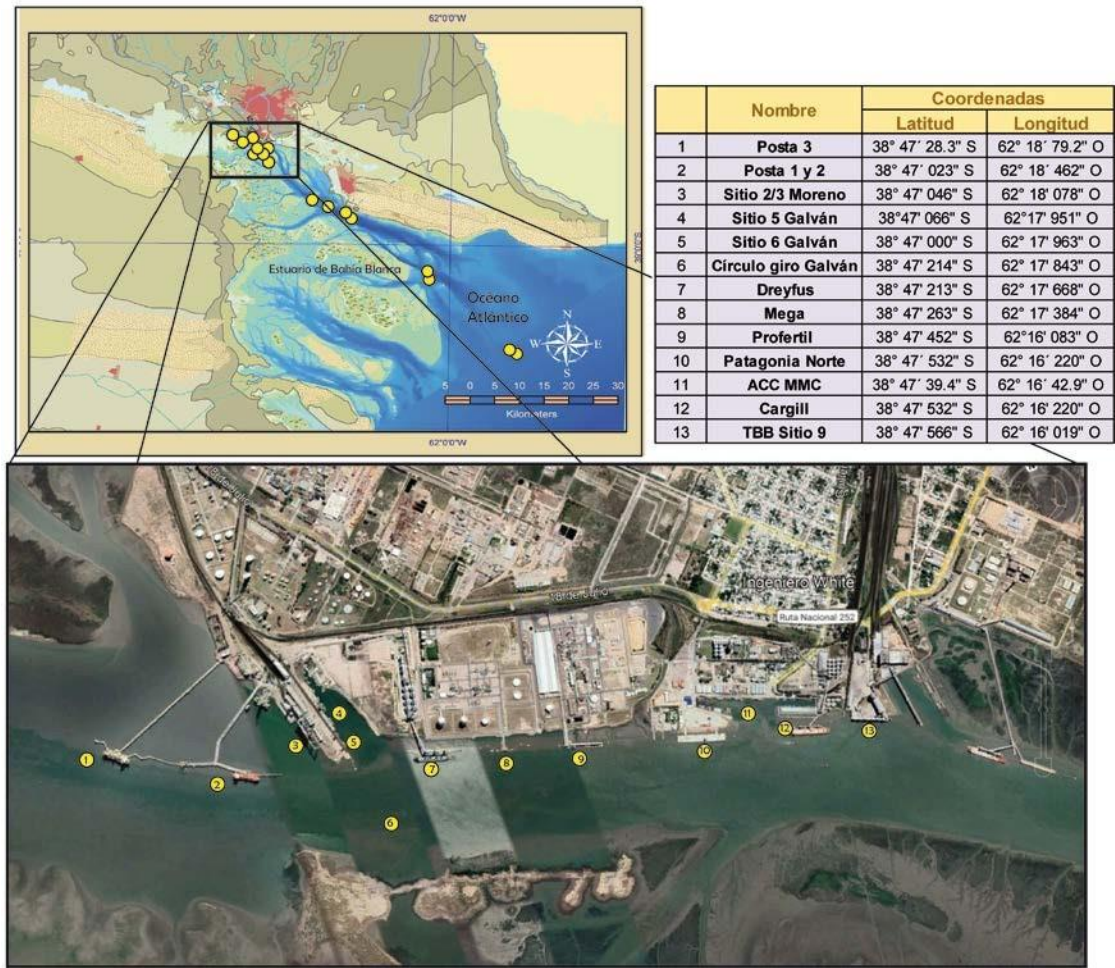 62°0'0"W
Estuario de Bahía Blanca
Océano
Atlántico
N
W E
S
5 0 5 10 15 20 25 30
Kilometers
62°0'0"W
Nombre Coordenadas
Latitud Longitud
1 Posta 3 38° 47´ 28.3" S 62° 18´ 79.2" O
2 Posta 1 y 2 38° 47´ 023" S 62° 18´ 462" O
3 Sitio 2/3 Moreno 38° 47' 046" S 62° 18' 078" O
4 Sitio 5 Galván 38°47' 066" S 62°17' 951" O
5 Sitio 6 Galván 38° 47' 000" S 62° 17' 963" O
6 Círculo giro Galván 38° 47' 214" S 62° 17' 843" O
7 Dreyfus 38° 47' 213" S 62° 17' 668" O
8 Mega 38° 47' 263" S 62° 17' 384" O
9 Profertil 38° 47' 452" S 62°16' 083" O
10 Patagonia Norte 38° 47´ 532" S 62° 16´ 220" O
11 ACC MMC 38° 47´ 39.4" S 62° 16´ 42.9" O
12 Cargill 38° 47' 532" S 62° 16' 220" O
13 TBB Sitio 9 38° 47' 566" S 62° 16' 019" O
Ingeniero White
Ruta Nacional 252
1
2
3
4
5
6
7
8
9
10
11
12
13